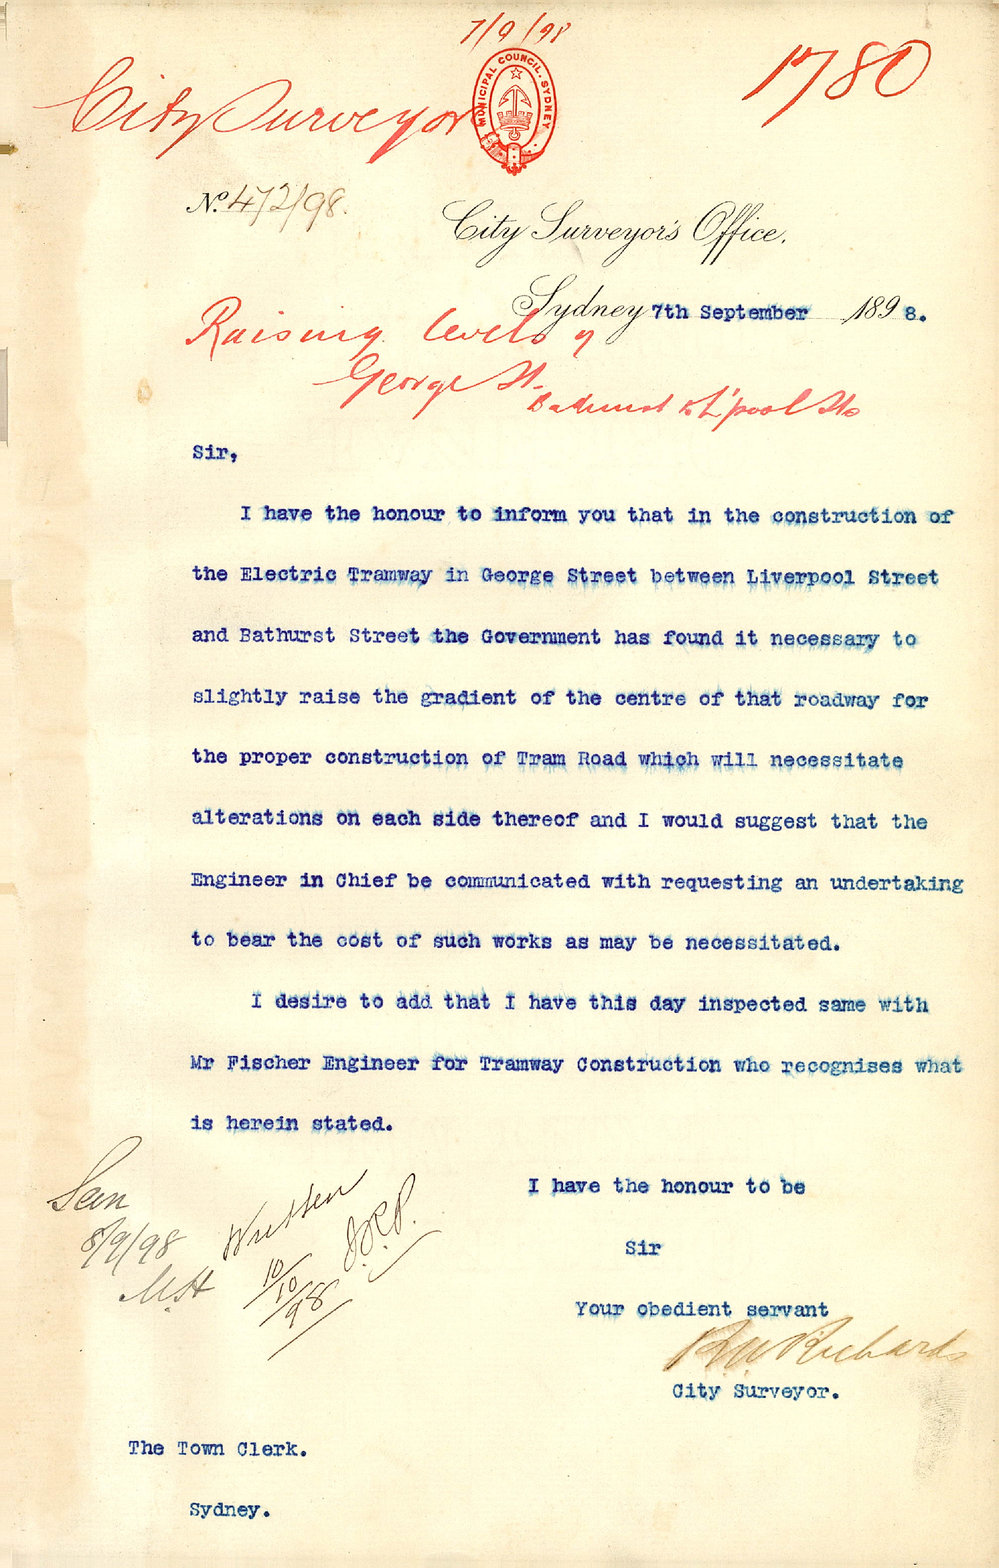 7/9/98
City Surveyor
MUNICIPAL COUNCIL. SYDNEY
1780
No. 472/98.
City Surveyor's Office.
Sydney 7th September 1898.
Raising levels of
George St.
Bathurst & L'pool Sts
Sir,
I have the honour to inform you that in the construction of
the Electric Tramway in George Street between Liverpool Street
and Bathurst Street the Government has found it necessary to
slightly raise the gradient of the centre of that roadway for
the proper construction of Tram Road which will necessitate
alterations on each side thereof and I would suggest that the
Engineer in Chief be communicated with requesting an undertaking
to bear the cost of such works as may be necessitated.
I desire to add that I have this day inspected same with
Mr Fischer Engineer for Tramway Construction who recognises what
is herein stated.
I have the honour to be
Sir
Your obedient servant
R W Richards
City Surveyor.
Seen
8/9/98
Written
10/10/98
The Town Clerk.
Sydney.